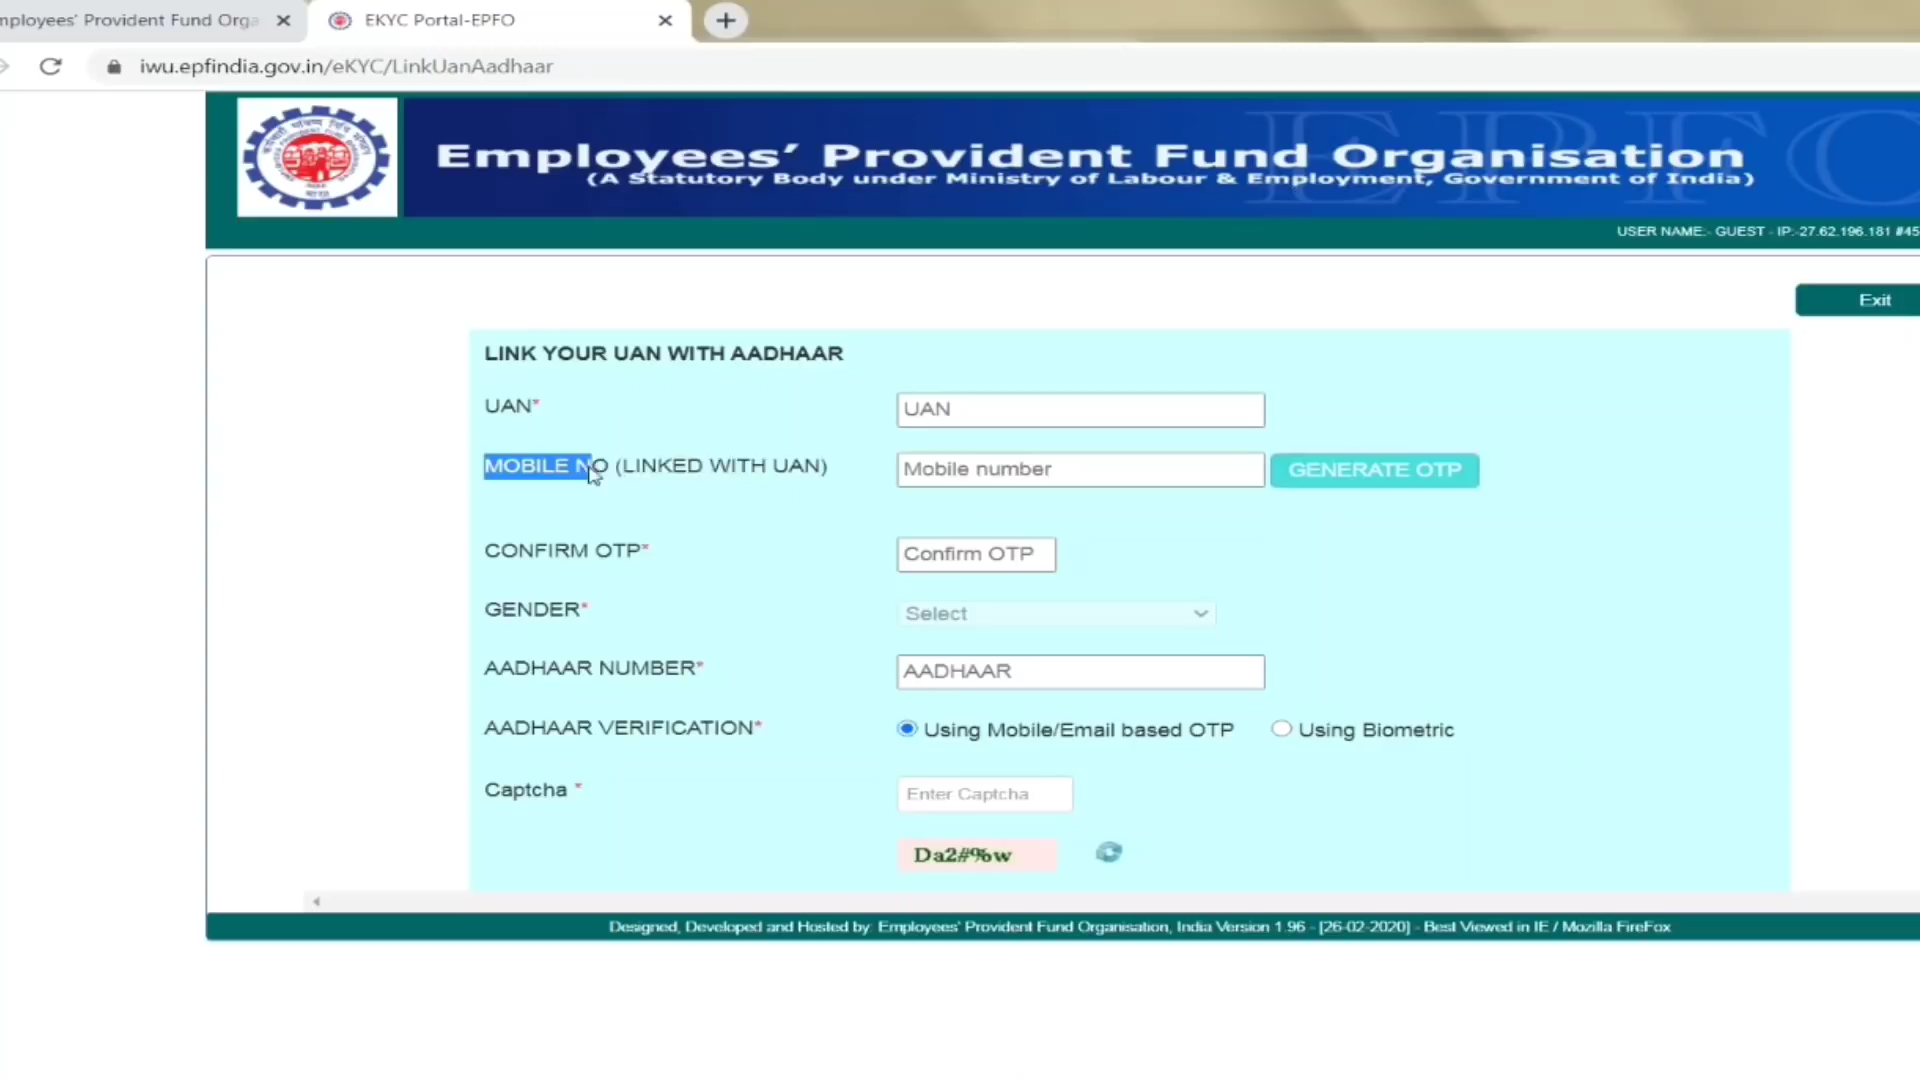 mployees' Provident Fund Orga
EKYC Portal-EPFO
iwu.epfindia.gov.in/eKYC/LinkUanAadhaar
Employees' Provident Fund Organisation
(A Statutory Body under Ministry of Labour & Employment, Government of India)
USER NAME:- GUEST - IP:-27.62.196.181 #45
Exit
LINK YOUR UAN WITH AADHAAR
UAN* UAN
MOBILE NO (LINKED WITH UAN) Mobile number GENERATE OTP
CONFIRM OTP* Confirm OTP
GENDER* Select
AADHAAR NUMBER* AADHAAR
AADHAAR VERIFICATION* Using Mobile/Email based OTP Using Biometric
Captcha * Enter Captcha
Da2#%w
Designed, Developed and Hosted by: Employees' Provident Fund Organisation, India Version 1.96 - [26-02-2020] - Best Viewed in IE / Mozilla FireFox